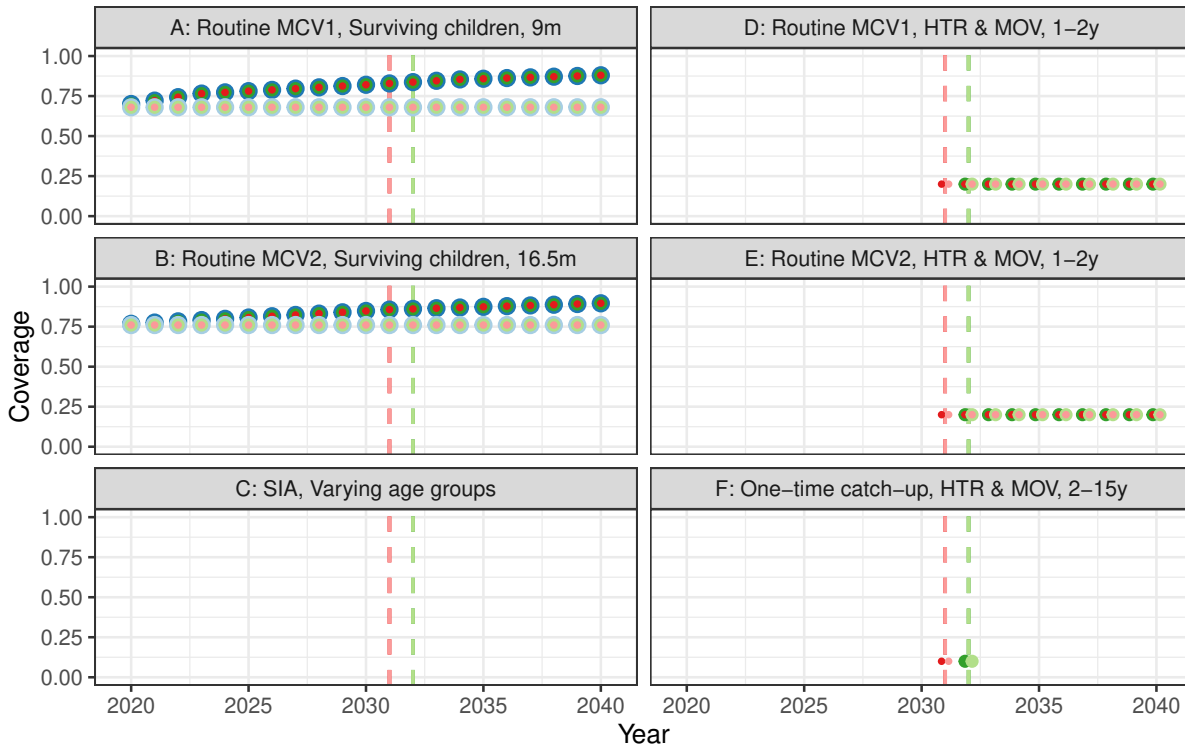 A: Routine MCV1, Surviving children, 9m
D: Routine MCV1, HTR & MOV, 1−2y
1.00
0.75
0.50
0.25
0.00
B: Routine MCV2, Surviving children, 16.5m
E: Routine MCV2, HTR & MOV, 1−2y
1.00
0.75
0.50
0.25
0.00
Coverage
C: SIA, Varying age groups
F: One−time catch−up, HTR & MOV, 2−15y
1.00
0.75
0.50
0.25
0.00
2020 2025 2030 2035 2040 2020 2025 2030 2035 2040
Year